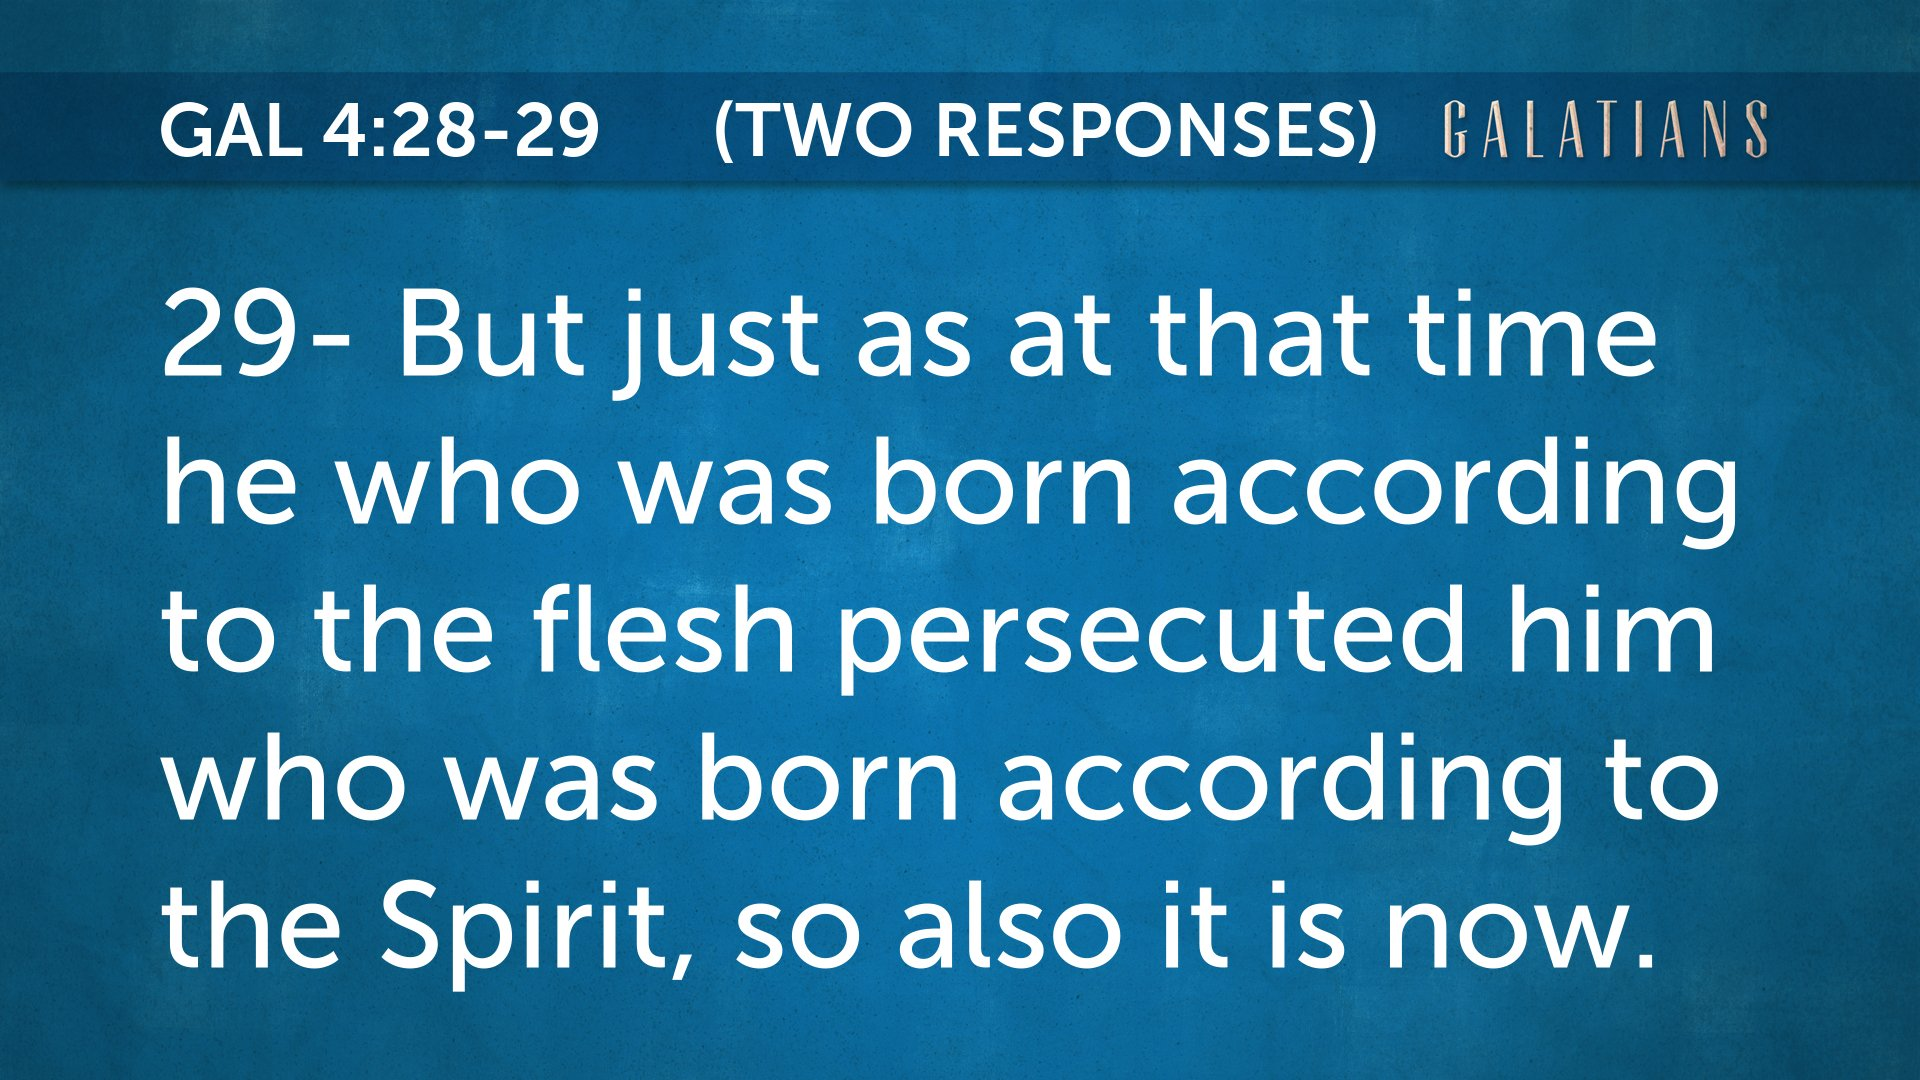 GAL 4:28-29 (TWO RESPONSES) GALATIANS
29- But just as at that time
he who was born according
to the flesh persecuted him
who was born according to
the Spirit, so also it is now.